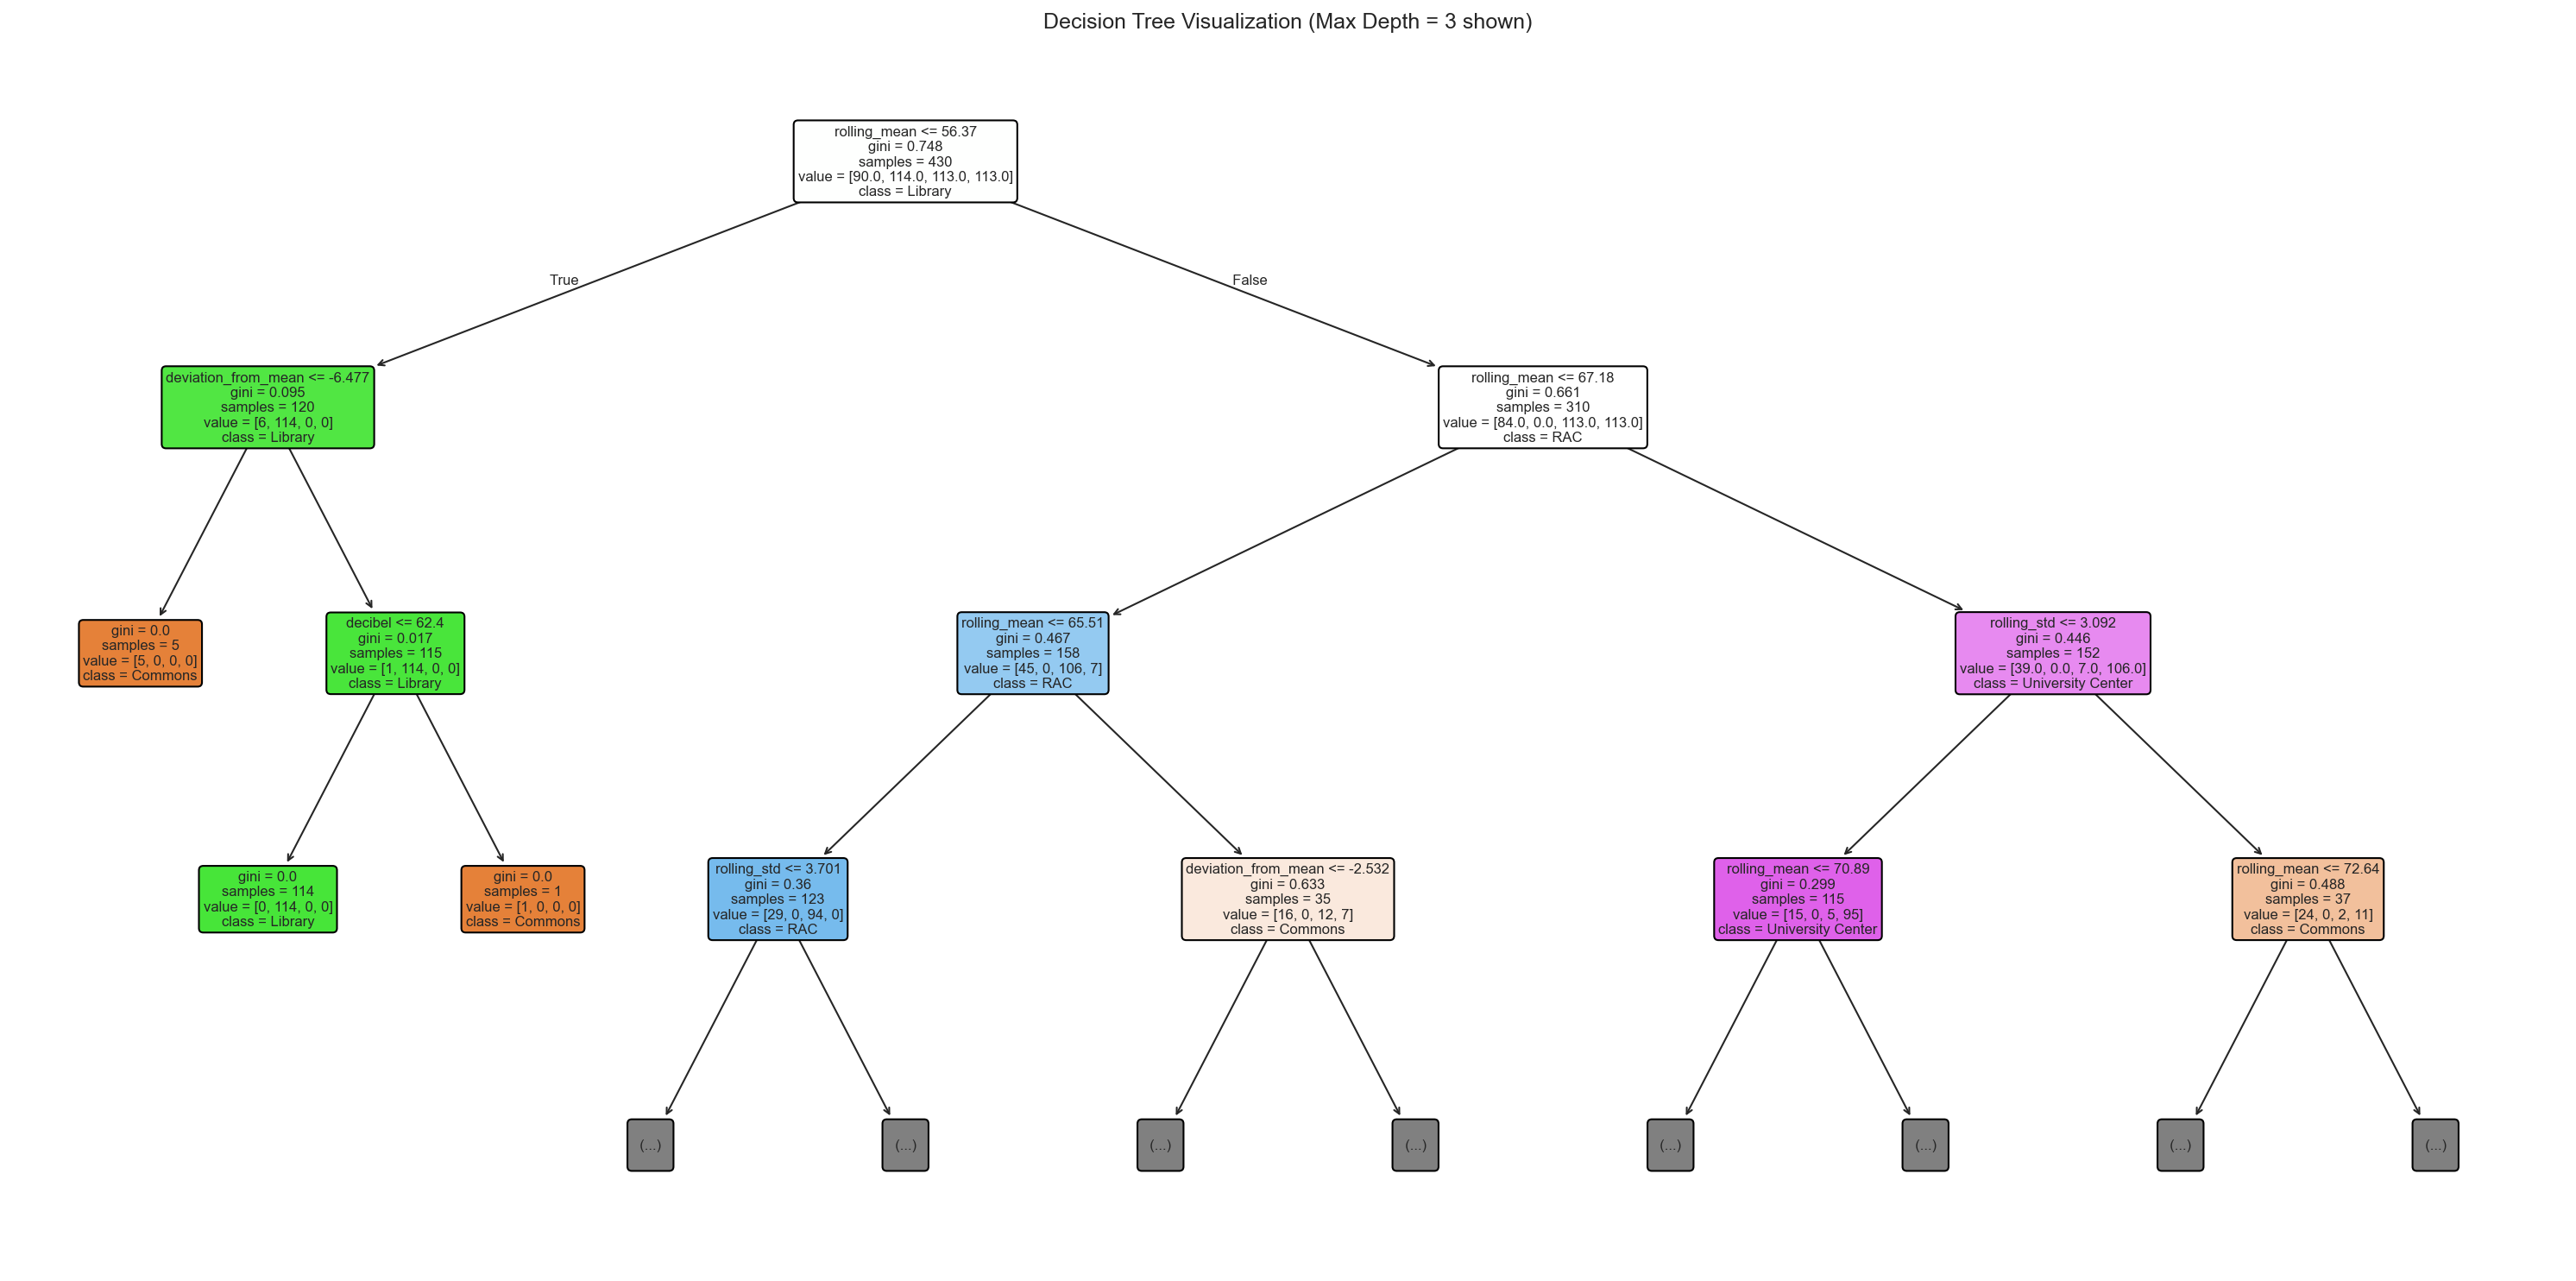 Decision Tree Visualization (Max Depth = 3 shown)
rolling_mean <= 56.37
gini = 0.748
samples = 430
value = [90.0, 114.0, 113.0, 113.0]
class = Library
True
False
deviation_from_mean <= -6.477
gini = 0.095
samples = 120
value = [6, 114, 0, 0]
class = Library
rolling_mean <= 67.18
gini = 0.661
samples = 310
value = [84.0, 0.0, 113.0, 113.0]
class = RAC
gini = 0.0
samples = 5
value = [5, 0, 0, 0]
class = Commons
decibel <= 62.4
gini = 0.017
samples = 115
value = [1, 114, 0, 0]
class = Library
rolling_mean <= 65.51
gini = 0.467
samples = 158
value = [45, 0, 106, 7]
class = RAC
rolling_std <= 3.092
gini = 0.446
samples = 152
value = [39.0, 0.0, 7.0, 106.0]
class = University Center
gini = 0.0
samples = 114
value = [0, 114, 0, 0]
class = Library
gini = 0.0
samples = 1
value = [1, 0, 0, 0]
class = Commons
rolling_std <= 3.701
gini = 0.36
samples = 123
value = [29, 0, 94, 0]
class = RAC
deviation_from_mean <= -2.532
gini = 0.633
samples = 35
value = [16, 0, 12, 7]
class = Commons
rolling_mean <= 70.89
gini = 0.299
samples = 115
value = [15, 0, 5, 95]
class = University Center
rolling_mean <= 72.64
gini = 0.488
samples = 37
value = [24, 0, 2, 11]
class = Commons
(...)
(...)
(...)
(...)
(...)
(...)
(...)
(...)